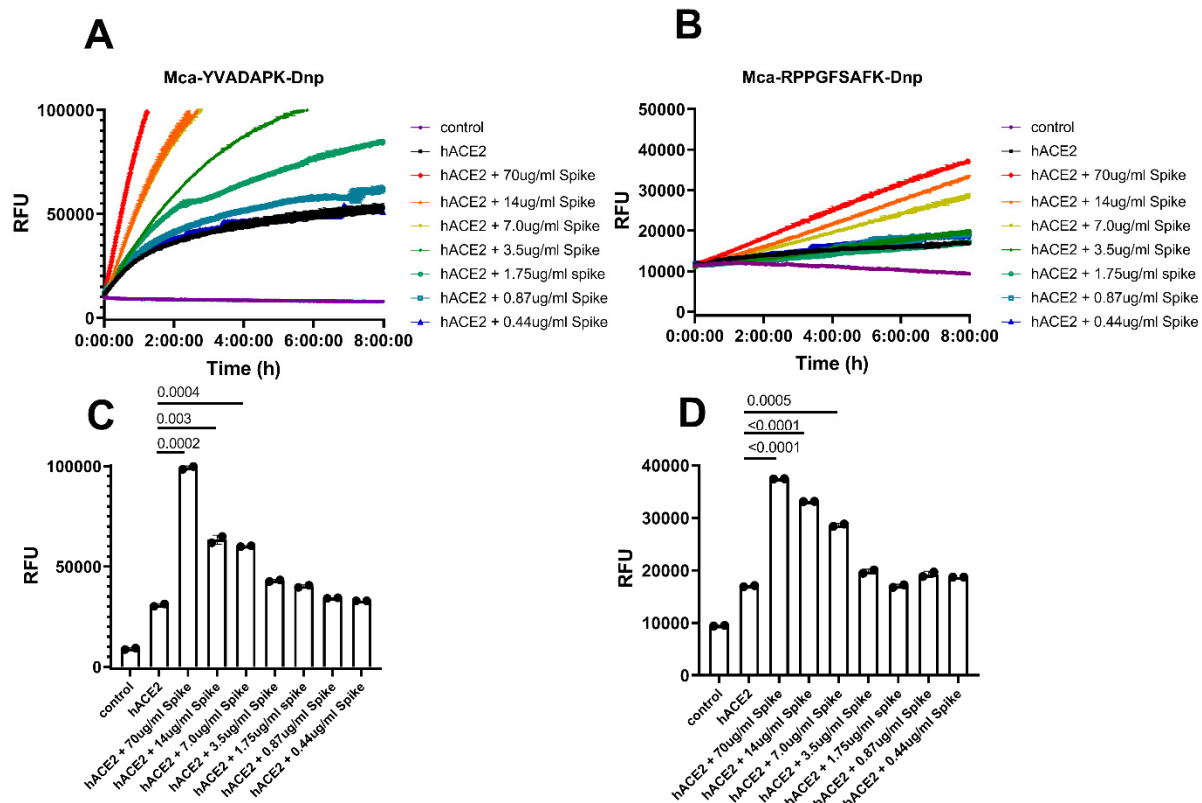 A
Mca-YVADAPK-Dnp
100000
50000
0
RFU
0:00:00 2:00:00 4:00:00 6:00:00 8:00:00
Time (h)
control
hACE2
hACE2 + 70ug/ml Spike
hACE2 + 14ug/ml Spike
hACE2 + 7.0ug/ml Spike
hACE2 + 3.5ug/ml Spike
hACE2 + 1.75ug/ml spike
hACE2 + 0.87ug/ml Spike
hACE2 + 0.44ug/ml Spike
B
Mca-RPPGFSAFK-Dnp
50000
40000
30000
20000
10000
0
RFU
0:00:00 2:00:00 4:00:00 6:00:00 8:00:00
Time (h)
control
hACE2
hACE2 + 70ug/ml Spike
hACE2 + 14ug/ml Spike
hACE2 + 7.0ug/ml Spike
hACE2 + 3.5ug/ml Spike
hACE2 + 1.75ug/ml spike
hACE2 + 0.87ug/ml Spike
hACE2 + 0.44ug/ml Spike
C
0.0004
0.003
0.0002
100000
50000
0
RFU
control
hACE2
hACE2 + 70ug/ml Spike
hACE2 + 14ug/ml Spike
hACE2 + 7.0ug/ml Spike
hACE2 + 3.5ug/ml Spike
hACE2 + 1.75ug/ml spike
hACE2 + 0.87ug/ml Spike
hACE2 + 0.44ug/ml Spike
D
0.0005
<0.0001
<0.0001
40000
30000
20000
10000
0
RFU
control
hACE2
hACE2 + 70ug/ml Spike
hACE2 + 14ug/ml Spike
hACE2 + 7.0ug/ml Spike
hACE2 + 3.5ug/ml Spike
hACE2 + 1.75ug/ml spike
hACE2 + 0.87ug/ml Spike
hACE2 + 0.44ug/ml Spike